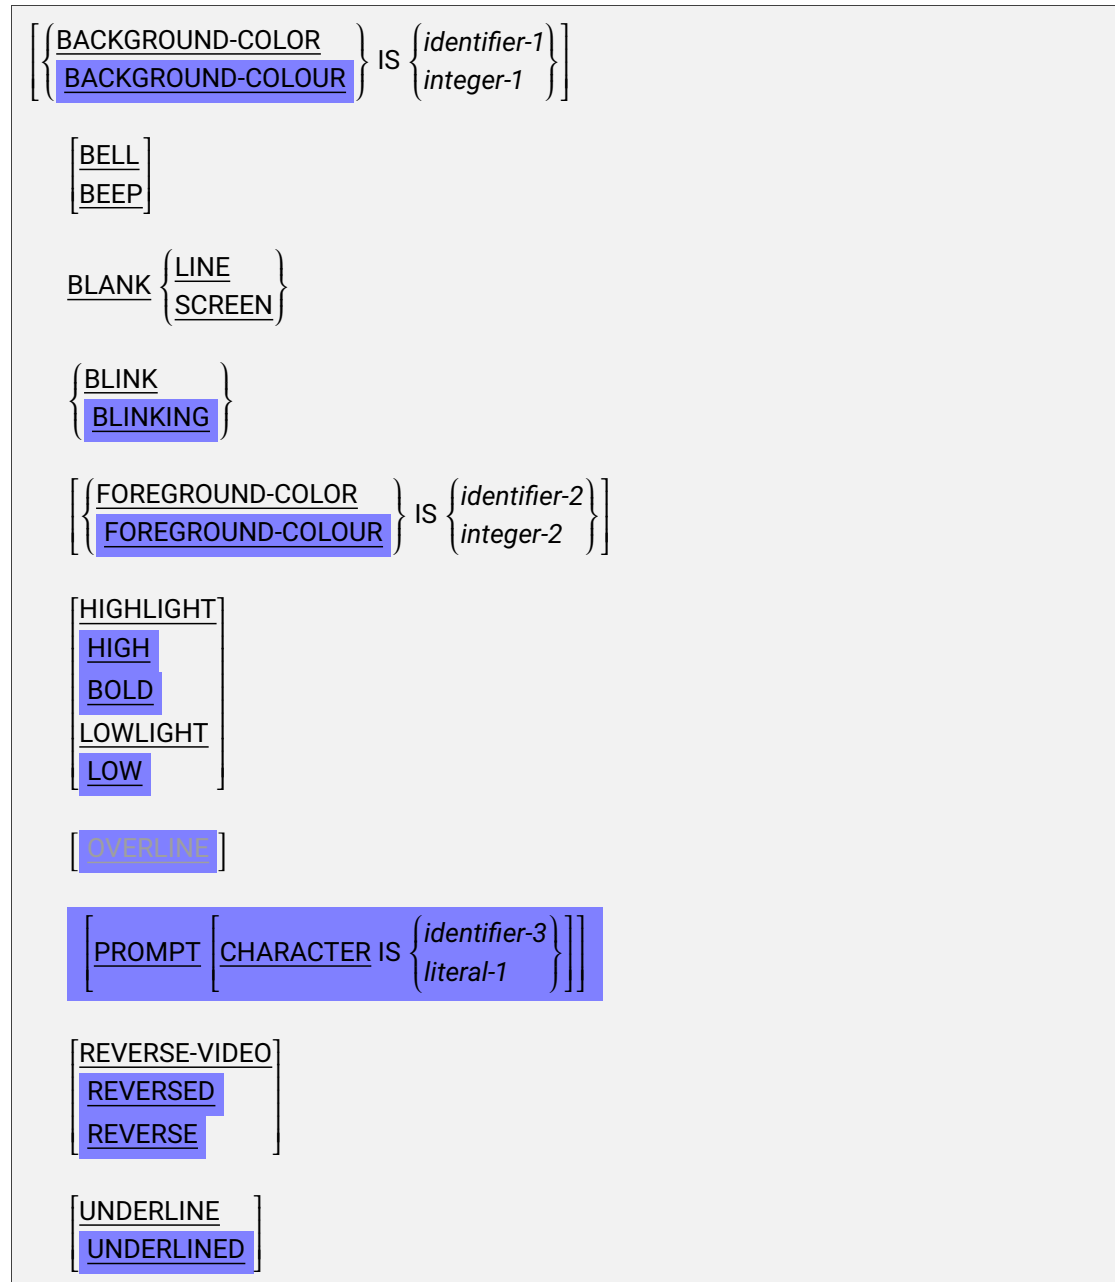 BACKGROUND-COLOR
BACKGROUND-COLOUR
IS
identifier-1
integer-1
BELL
BEEP
BLANK
LINE
SCREEN
BLINK
BLINKING
FOREGROUND-COLOR
FOREGROUND-COLOUR
IS
identifier-2
integer-2
HIGHLIGHT
HIGH
BOLD
LOWLIGHT
LOW
OVERLINE
PROMPT CHARACTER IS
identifier-3
literal-1
REVERSE-VIDEO
REVERSED
REVERSE
UNDERLINE
UNDERLINED